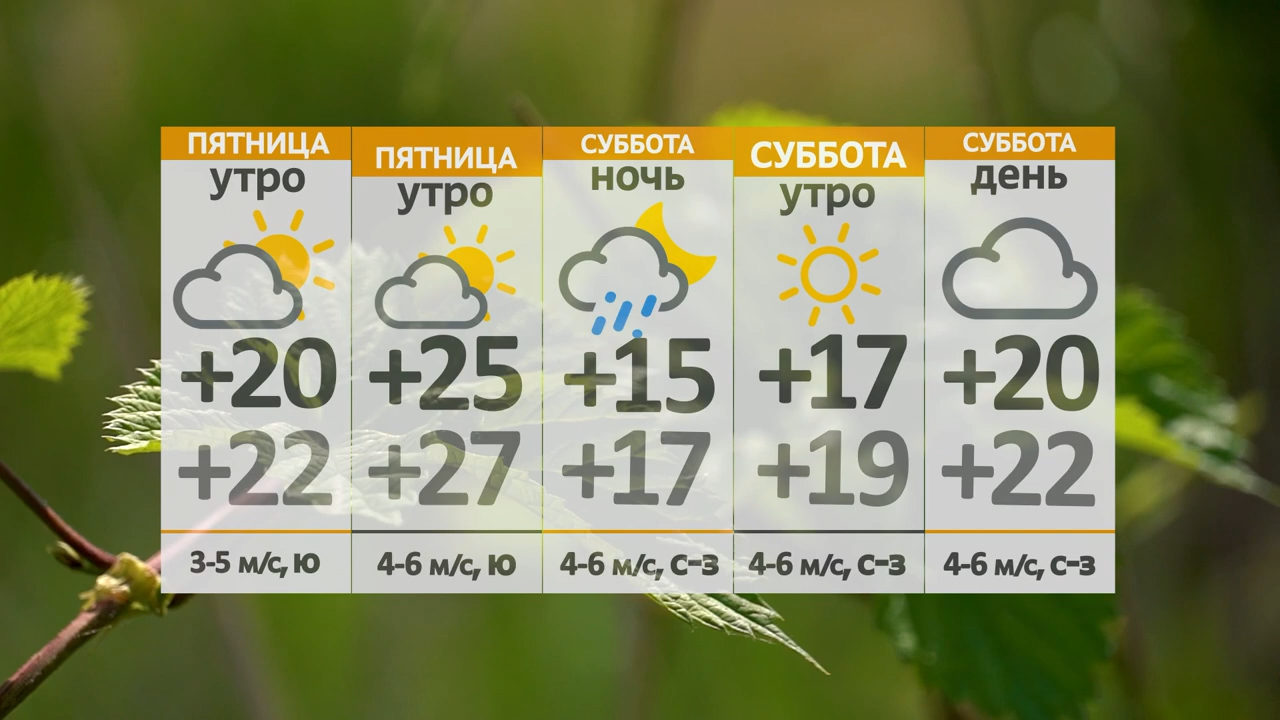 ПЯТНИЦА
утро
+20
+22
3-5 м/с, Ю
ПЯТНИЦА
утро
+25
+27
4-6 м/с, Ю
СУББОТА
ночь
+15
+17
4-6 м/с, С-З
СУББОТА
утро
+17
+19
4-6 м/с, С-З
СУББОТА
день
+20
+22
4-6 м/с, С-З